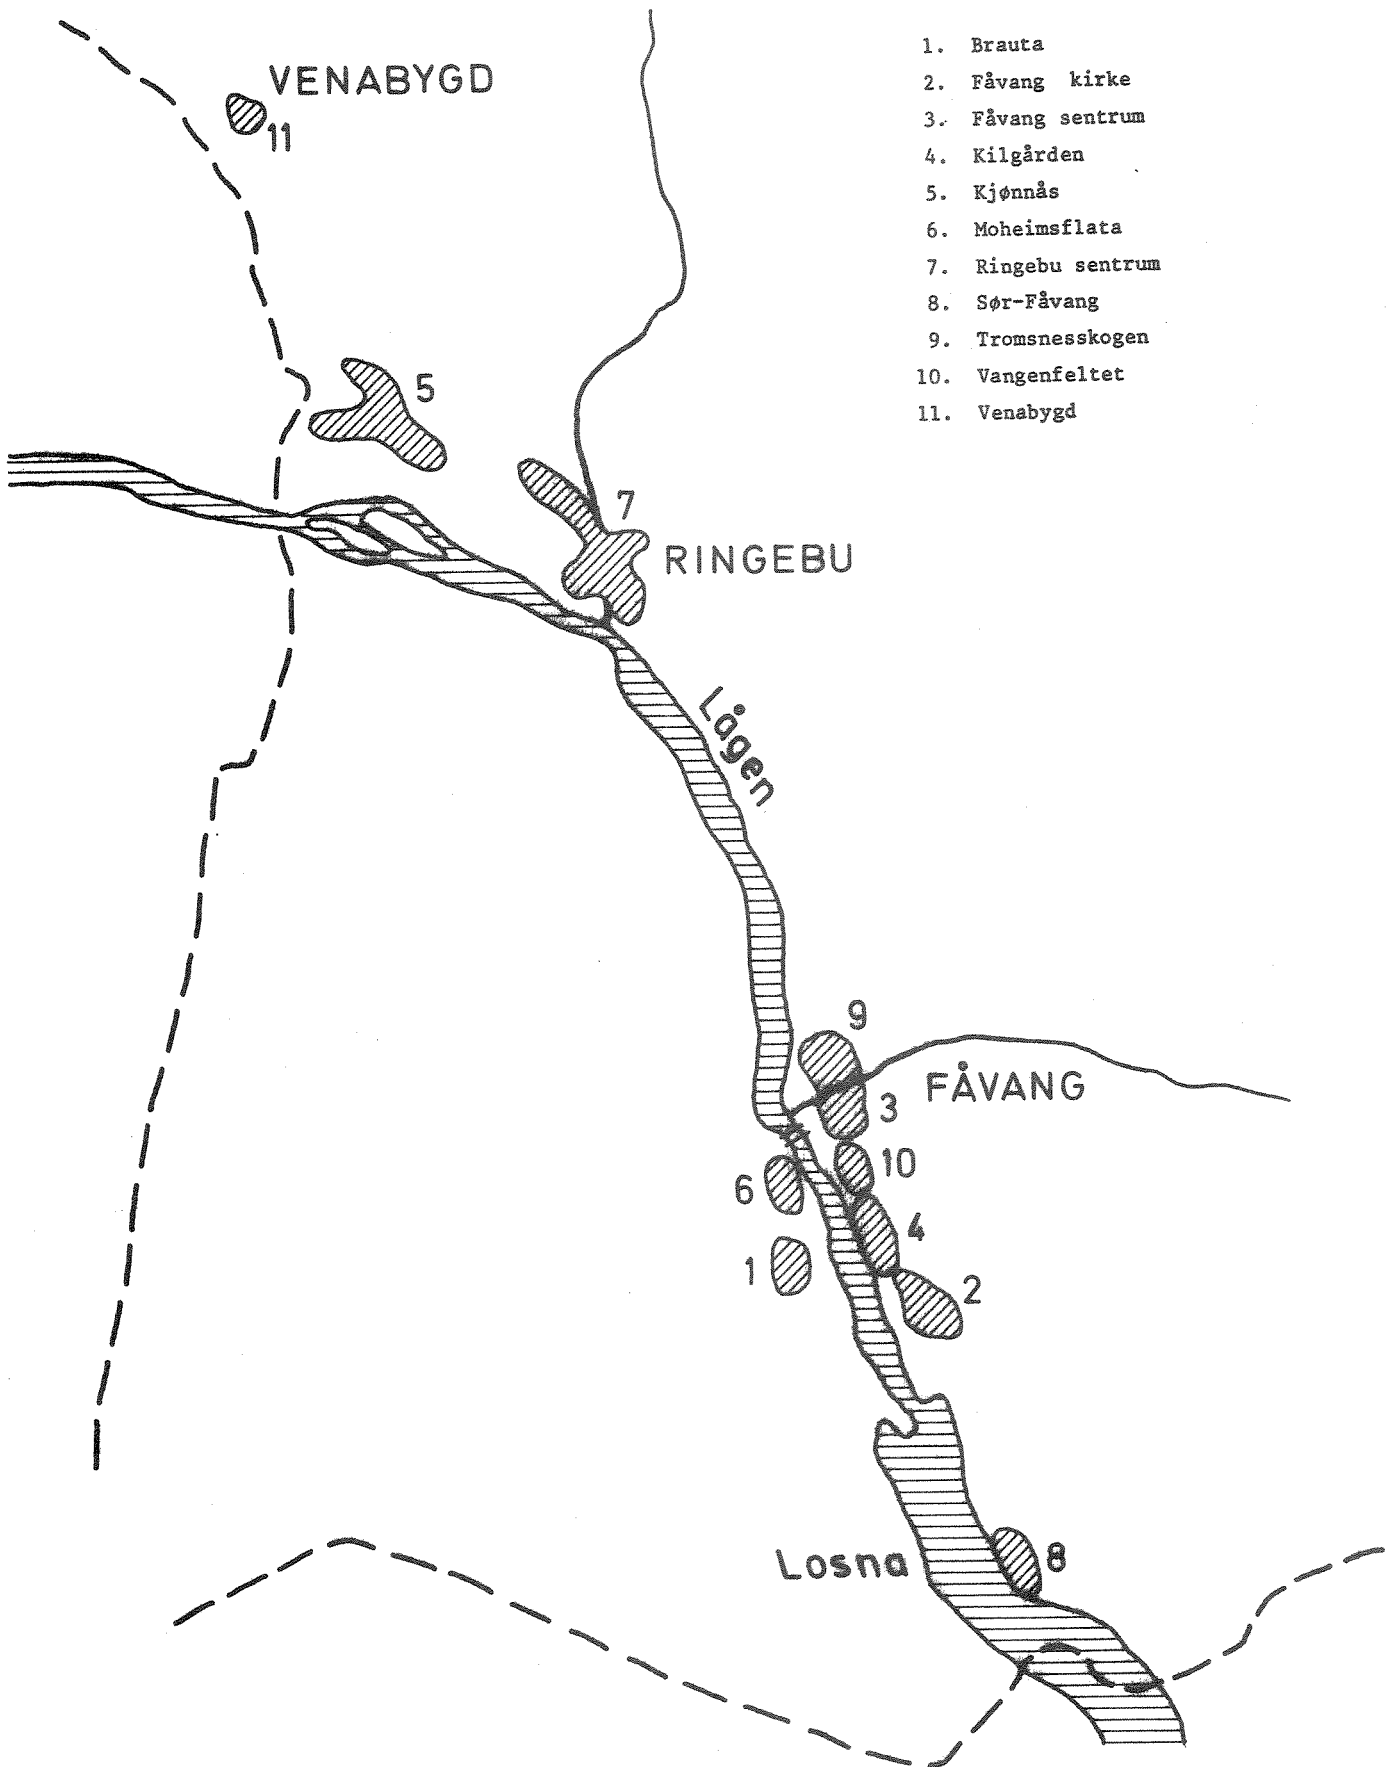 1. Brauta
2. Fåvang kirke
3. Fåvang sentrum
4. Kilgården
5. Kjønnås
6. Moheimsflata
7. Ringebu sentrum
8. Sør-Fåvang
9. Tromsnesskogen
10. Vangenfeltet
11. Venabygd
VENABYGD
11
5
7
RINGEBU
Lågen
9
FÅVANG
3
10
6
4
1
2
Losna
8